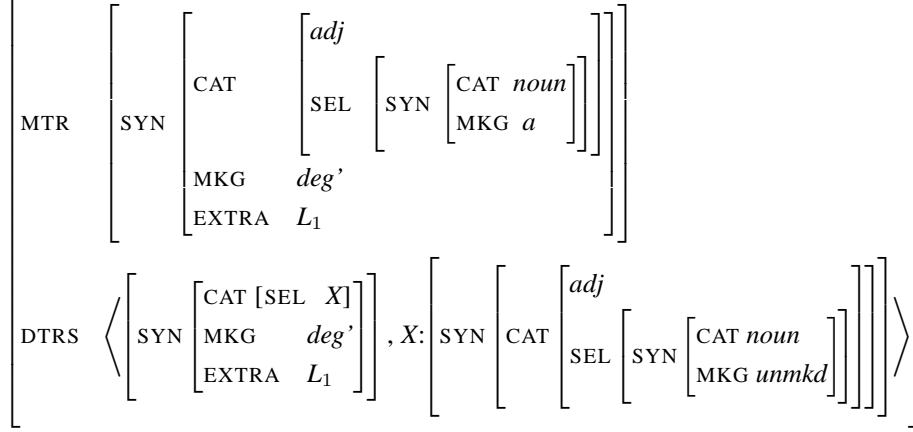 adj
CAT
SEL SYN CAT noun
MTR SYN MKG a
MKG deg’
EXTRA L1
CAT [SEL X] adj
DTRS SYN MKG deg’ , X: SYN CAT CAT noun
EXTRA L1 SEL SYN MKG unmkd